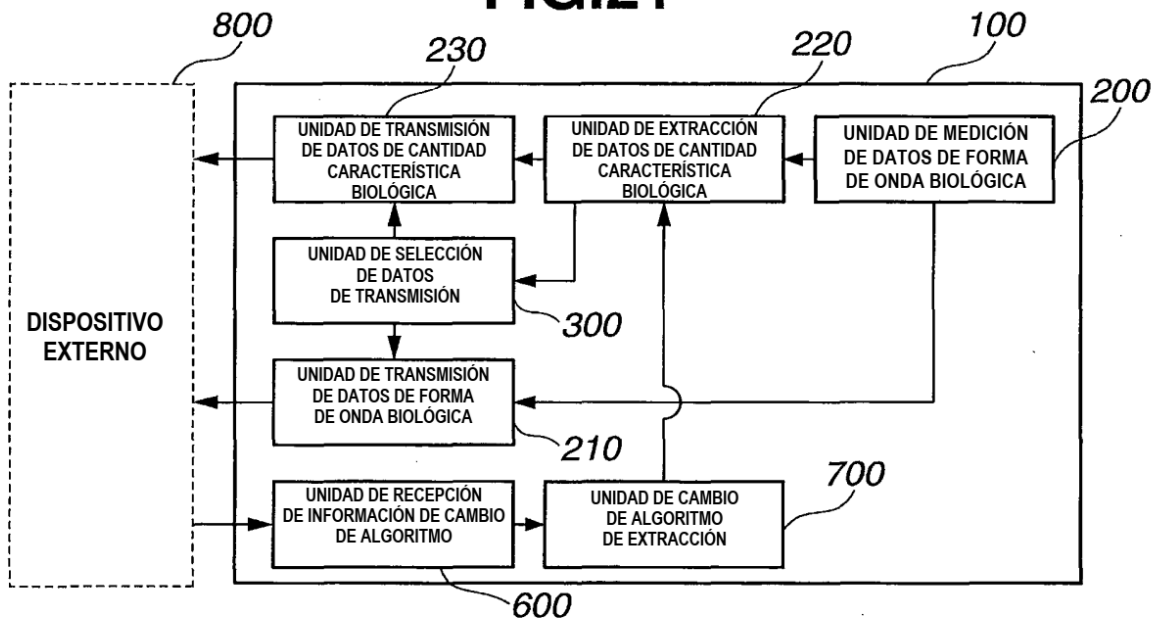 800
230
220
100
200
UNIDAD DE TRANSMISIÓN
DE DATOS DE CANTIDAD
CARACTERÍSTICA
BIOLÓGICA
UNIDAD DE EXTRACCIÓN
DE DATOS DE CANTIDAD
CARACTERÍSTICA
BIOLÓGICA
UNIDAD DE MEDICIÓN
DE DATOS DE FORMA
DE ONDA BIOLÓGICA
UNIDAD DE SELECCIÓN
DE DATOS
DE TRANSMISIÓN
300
DISPOSITIVO
EXTERNO
UNIDAD DE TRANSMISIÓN
DE DATOS DE FORMA
DE ONDA BIOLÓGICA
210
UNIDAD DE RECEPCIÓN
DE INFORMACIÓN DE CAMBIO
DE ALGORITMO
UNIDAD DE CAMBIO
DE ALGORITMO
DE EXTRACCIÓN
700
600